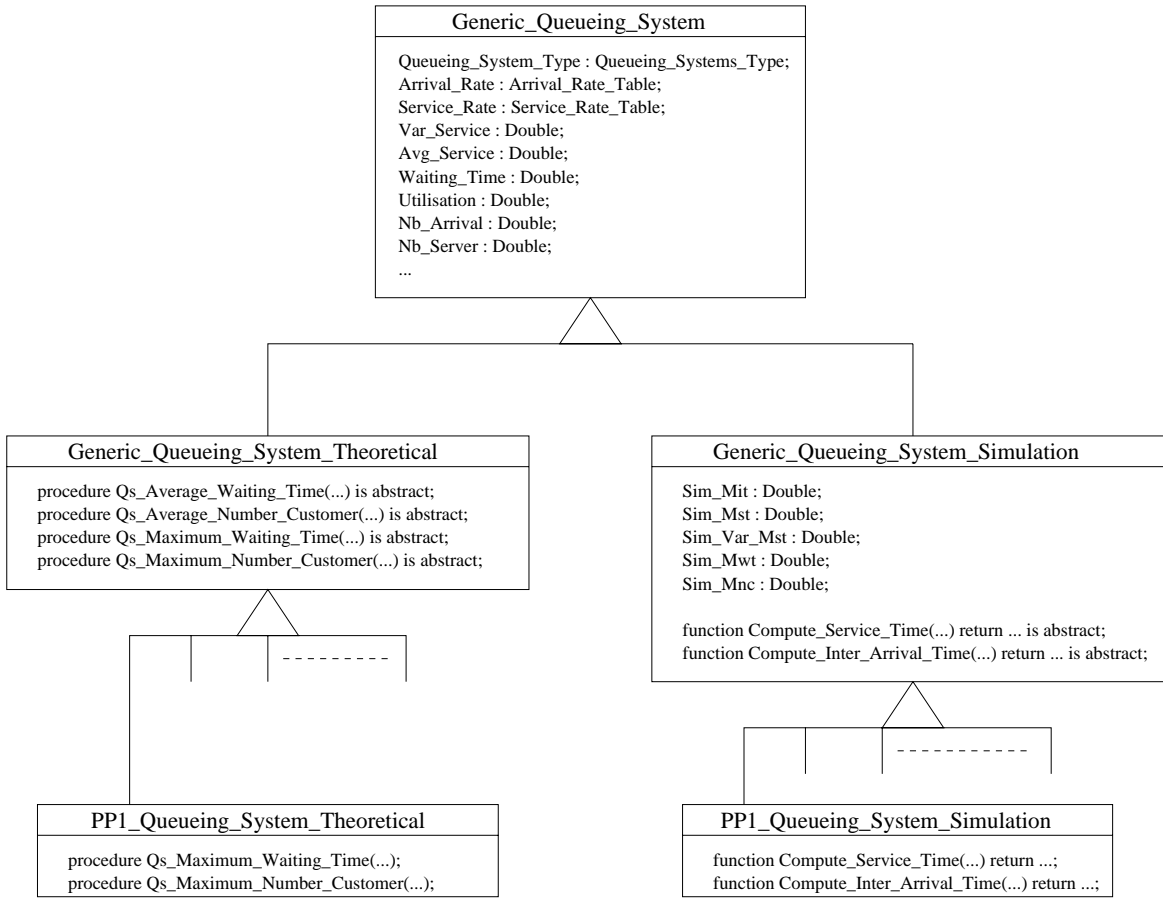 Generic_Queueing_System
Queueing_System_Type : Queueing_Systems_Type;
Arrival_Rate : Arrival_Rate_Table;
Service_Rate : Service_Rate_Table;
Var_Service : Double;
Avg_Service : Double;
Waiting_Time : Double;
Utilisation : Double;
Nb_Arrival : Double;
Nb_Server : Double;
...
Generic_Queueing_System_Theoretical
procedure Qs_Average_Waiting_Time(...) is abstract;
procedure Qs_Average_Number_Customer(...) is abstract;
procedure Qs_Maximum_Waiting_Time(...) is abstract;
procedure Qs_Maximum_Number_Customer(...) is abstract;
Generic_Queueing_System_Simulation
Sim_Mit : Double;
Sim_Mst : Double;
Sim_Var_Mst : Double;
Sim_Mwt : Double;
Sim_Mnc : Double;
function Compute_Service_Time(...) return ... is abstract;
function Compute_Inter_Arrival_Time(...) return ... is abstract;
PP1_Queueing_System_Theoretical
procedure Qs_Maximum_Waiting_Time(...);
procedure Qs_Maximum_Number_Customer(...);
PP1_Queueing_System_Simulation
function Compute_Service_Time(...) return ...;
function Compute_Inter_Arrival_Time(...) return ...;